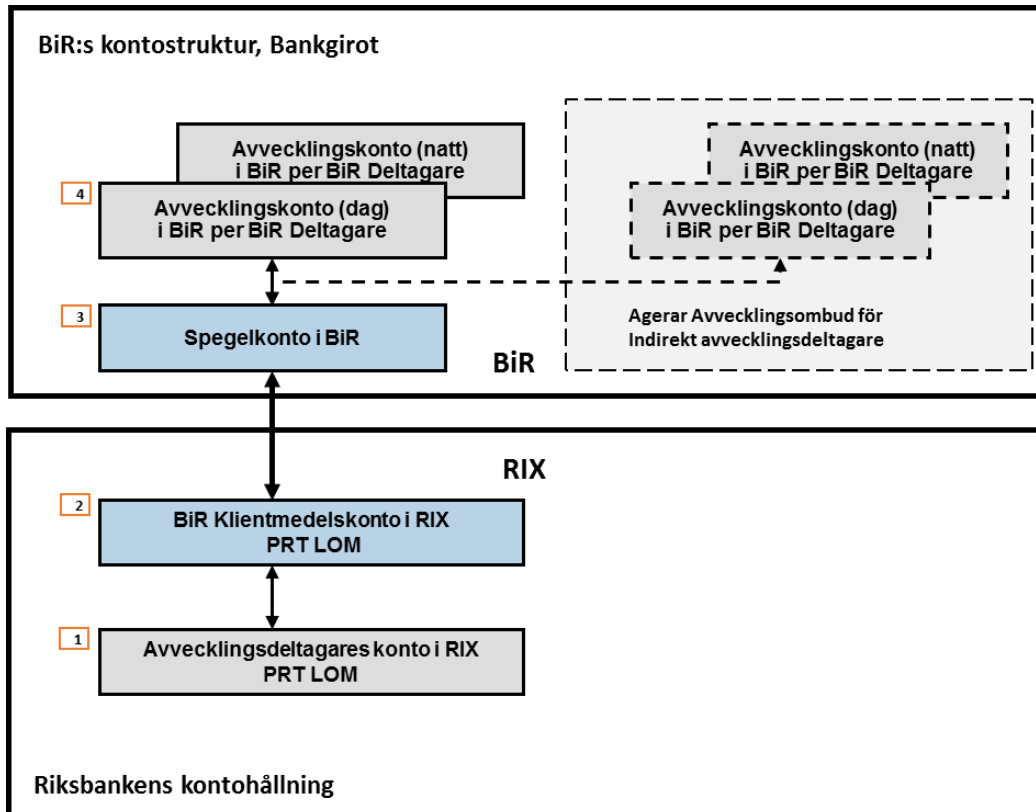 BiR:s kontostruktur, Bankgirot
Avvecklingskonto (natt)
i BiR per BiR Deltagare
4
Avvecklingskonto (dag)
i BiR per BiR Deltagare
Avvecklingskonto (natt)
i BiR per BiR Deltagare
Avvecklingskonto (dag)
i BiR per BiR Deltagare
3
Spegelkonto i BiR
Agerar Avvecklingsombud för
Indirekt avvecklingsdeltagare
BiR
RIX
2
BiR Klientmedelskonto i RIX
PRT LOM
1
Avvecklingsdeltagares konto i RIX
PRT LOM
Riksbankens kontohållning